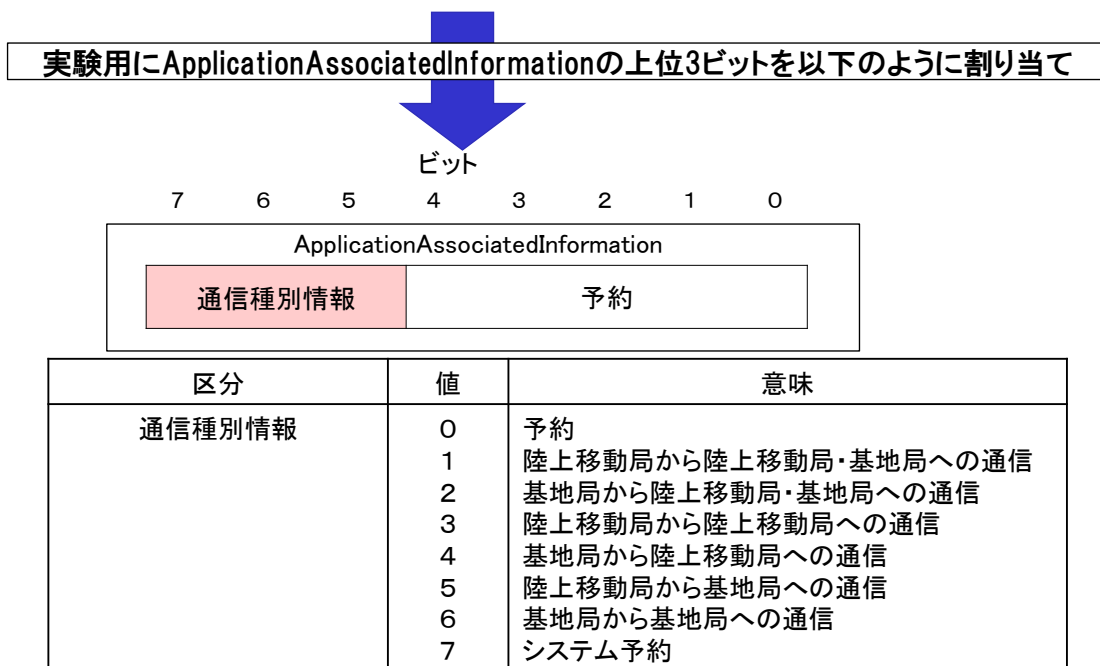 実験用にApplicationAssociatedInformationの上位3ビットを以下のように割り当て
ビット
7 6 5 4 3 2 1 0
ApplicationAssociatedInformation
通信種別情報 予約
区分 値 意味
通信種別情報 0 予約
1 陸上移動局から陸上移動局・基地局への通信
2 基地局から陸上移動局・基地局への通信
3 陸上移動局から陸上移動局への通信
4 基地局から陸上移動局への通信
5 陸上移動局から基地局への通信
6 基地局から基地局への通信
7 システム予約